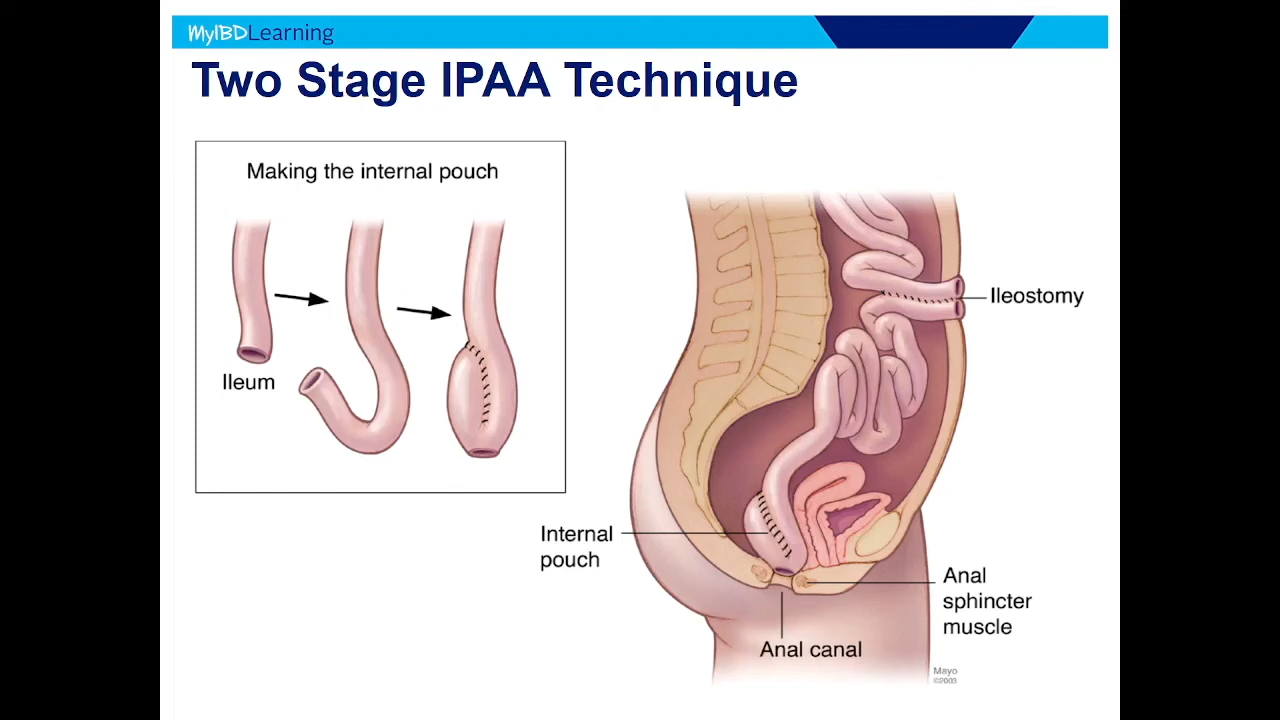 MyIBDLearning
Two Stage IPAA Technique
Making the internal pouch
Ileum
Ileostomy
Internal
pouch
Anal
sphincter
muscle
Anal canal
Mayo
©2003